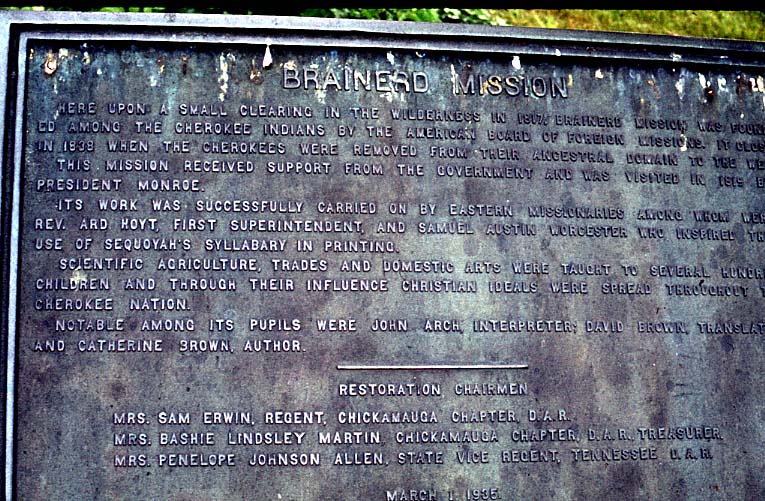 BRAINERD MISSION
HERE UPON A SMALL CLEARING IN THE WILDERNESS IN 1817, BRAINERD MISSION WAS FOUND
ED AMONG THE CHEROKEE INDIANS BY THE AMERICAN BOARD OF FOREIGN MISSIONS. IT CLOS
IN 1838 WHEN THE CHEROKEES WERE REMOVED FROM THEIR ANCESTRAL DOMAIN TO THE WE
THIS MISSION RECEIVED SUPPORT FROM THE GOVERNMENT AND WAS VISITED IN 1819 B
PRESIDENT MONROE.
ITS WORK WAS SUCCESSFULLY CARRIED ON BY EASTERN MISSIONARIES AMONG WHOM WER
REV. ARD HOYT, FIRST SUPERINTENDENT, AND SAMUEL AUSTIN WORCESTER WHO INSPIRED TH
USE OF SEQUOYAH'S SYLLABARY IN PRINTING.
SCIENTIFIC AGRICULTURE, TRADES AND DOMESTIC ARTS WERE TAUGHT TO SEVERAL HUNDR
CHILDREN AND THROUGH THEIR INFLUENCE CHRISTIAN IDEALS WERE SPREAD THROUGHOUT T
CHEROKEE NATION.
NOTABLE AMONG ITS PUPILS WERE JOHN ARCH, INTERPRETER; DAVID BROWN, TRANSLAT
AND CATHERINE BROWN, AUTHOR.
RESTORATION CHAIRMEN
MRS. SAM ERWIN, REGENT, CHICKAMAUGA CHAPTER, D.A.R.
MRS. BASHIE LINDSLEY MARTIN, CHICKAMAUGA CHAPTER, D.A.R., TREASURER.
MRS. PENELOPE JOHNSON ALLEN, STATE VICE REGENT, TENNESSEE D.A.R.
MARCH 1, 1935.